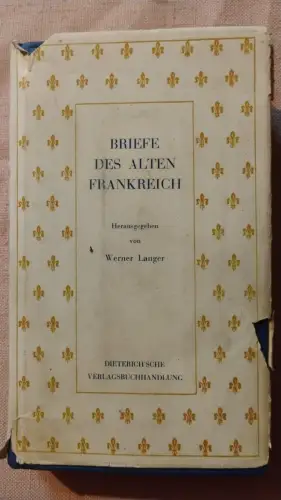 BRIEFE
DES ALTEN
FRANKREICH
Herausgegeben
von
Werner Langer
DIETERICH'SCHE
VERLAGSBUCHHANDLUNG